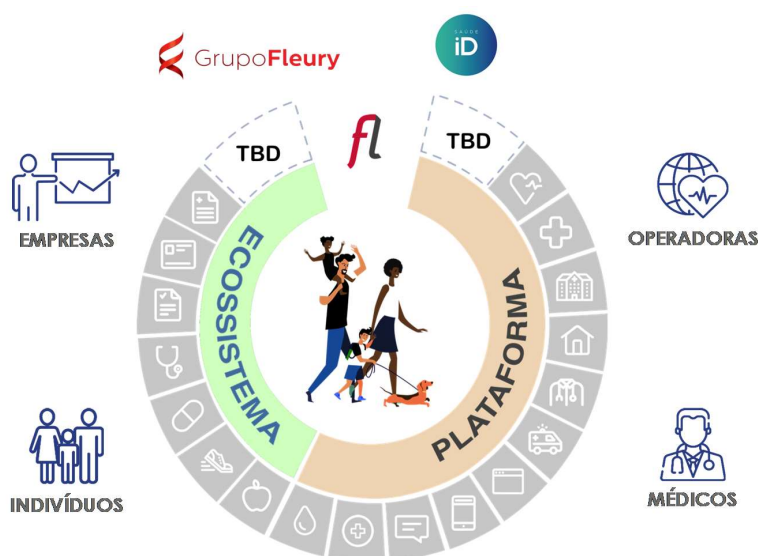 GrupoFleury
SAÚDE
iD
fl
TBD
TBD
EMPRESAS
OPERADORAS
ECOSSISTEMA
PLATAFORMA
INDIVÍDUOS
MÉDICOS